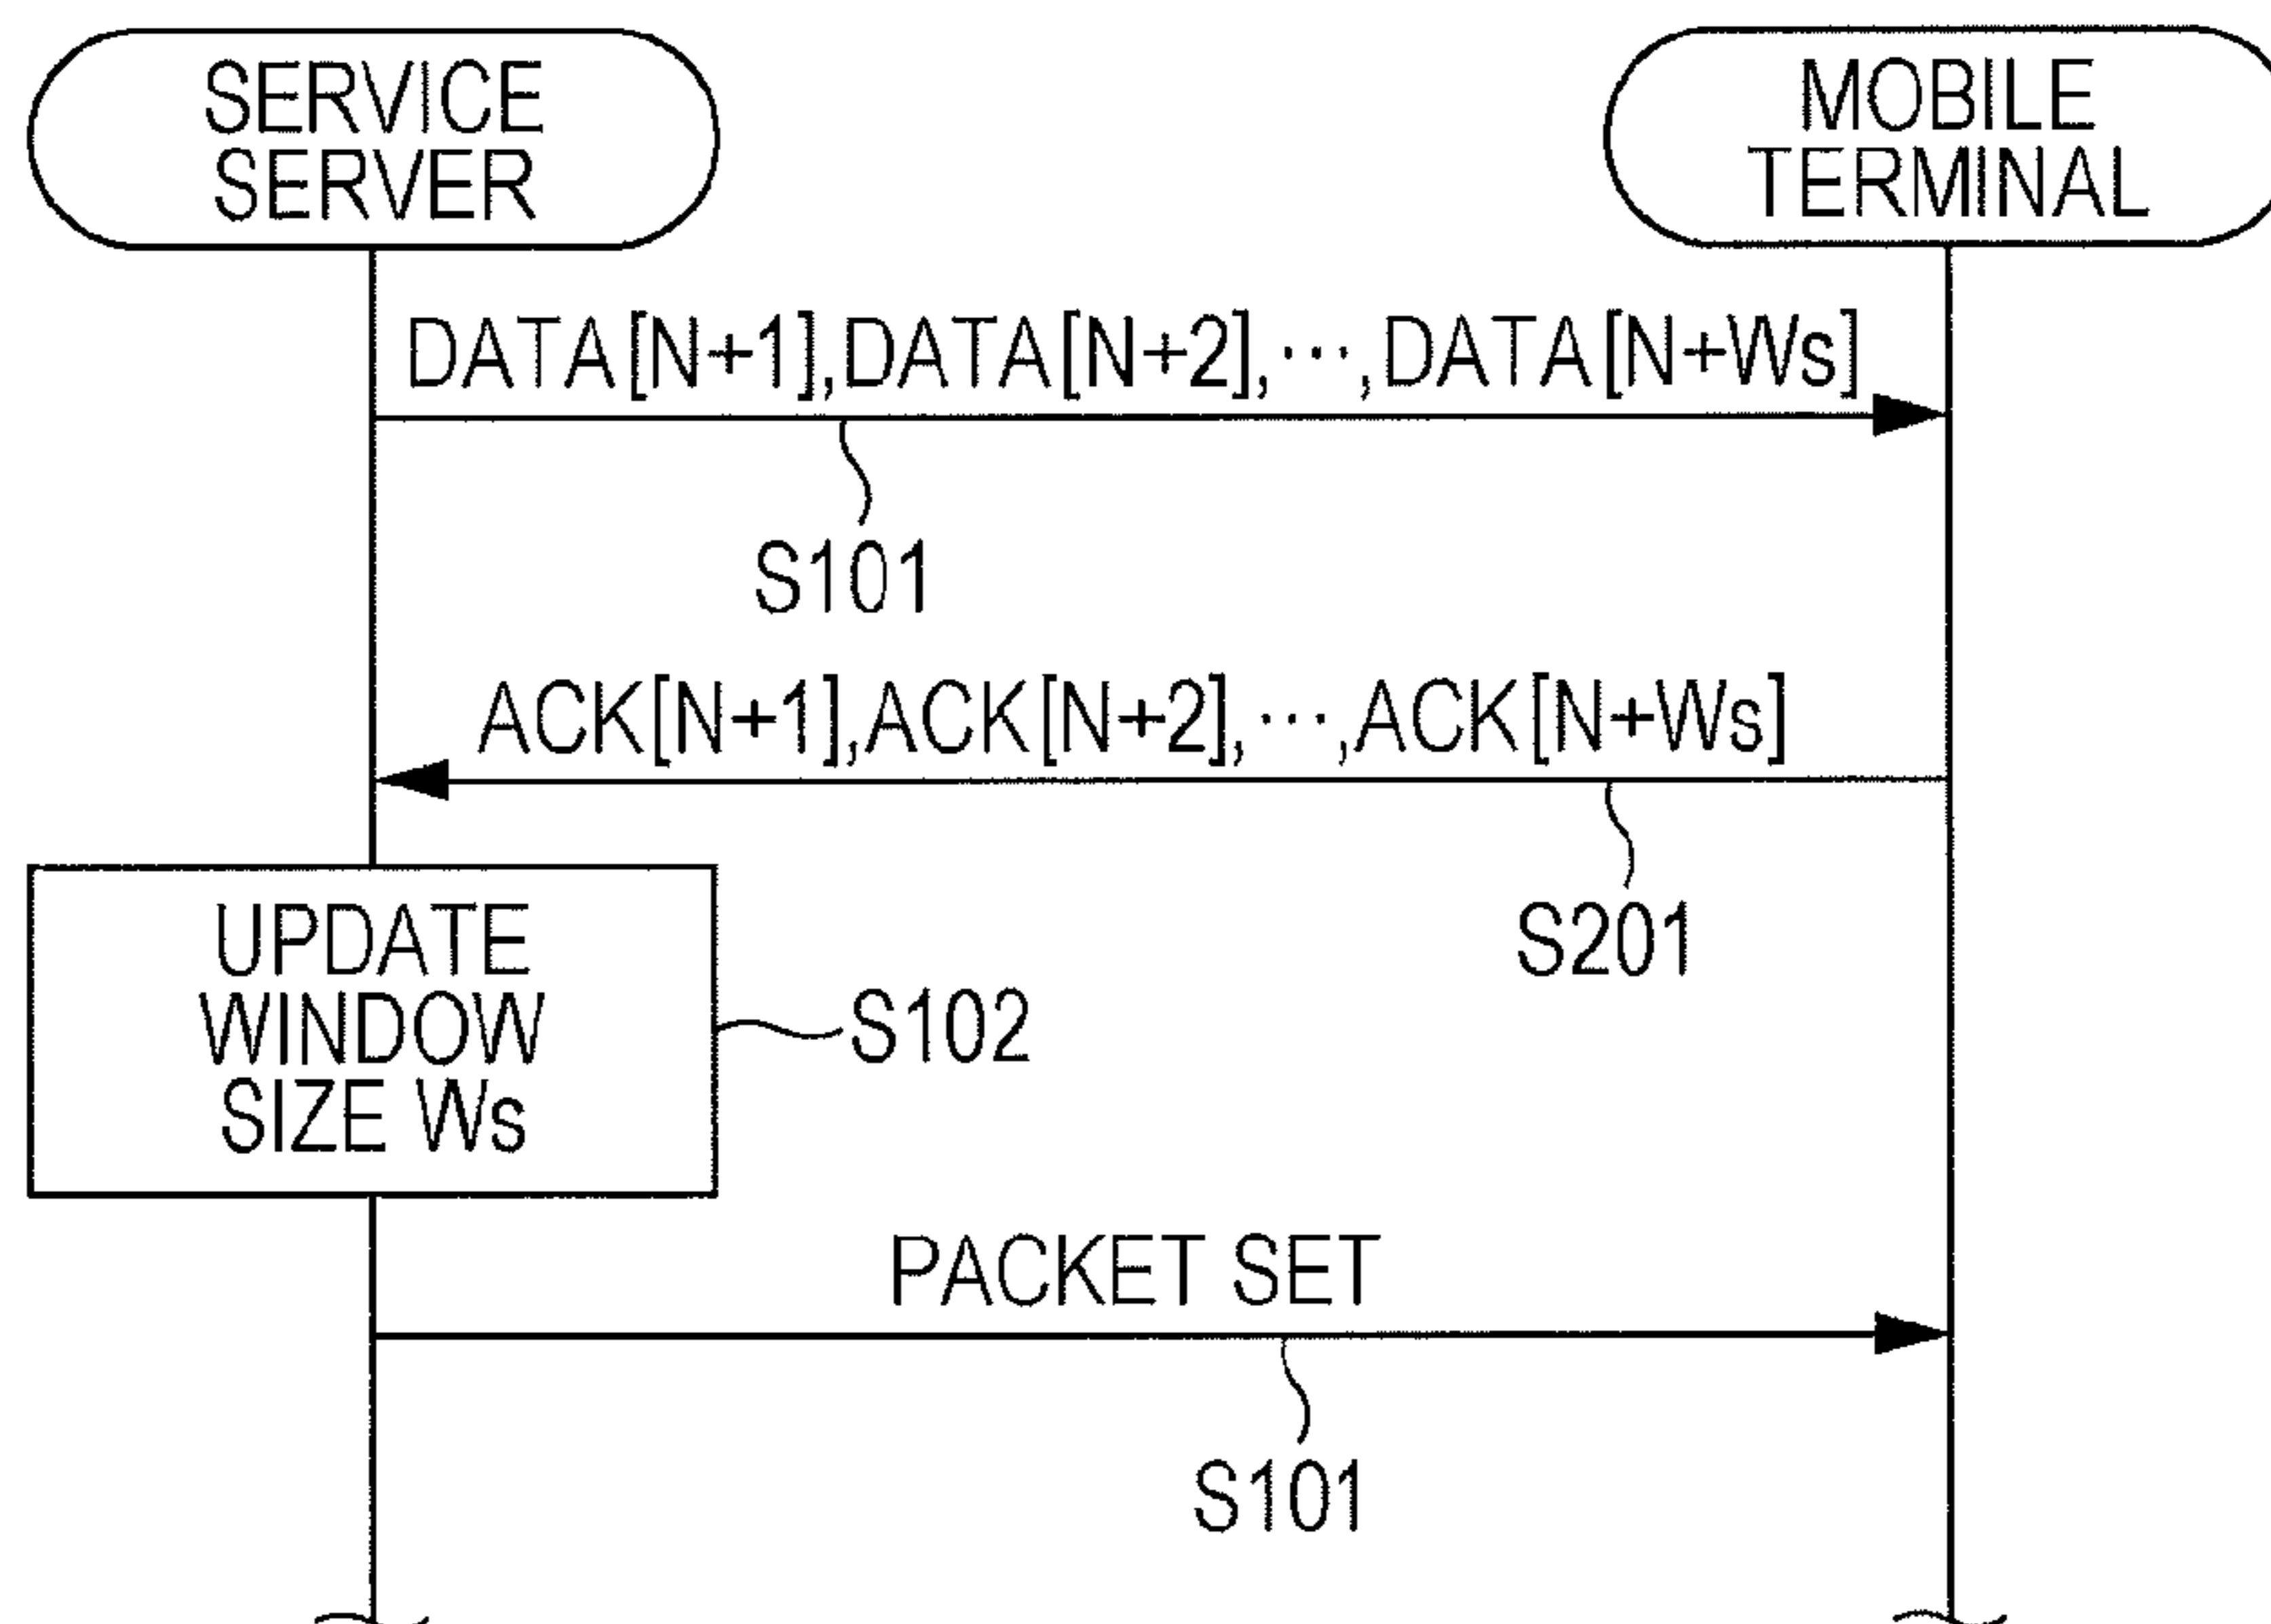 SERVICE
SERVER
MOBILE
TERMINAL
DATA[N+1],DATA[N+2],···,DATA[N+Ws]
S101
ACK[N+1],ACK[N+2],···,ACK[N+Ws]
S201
UPDATE
WINDOW
SIZE Ws
S102
PACKET SET
S101